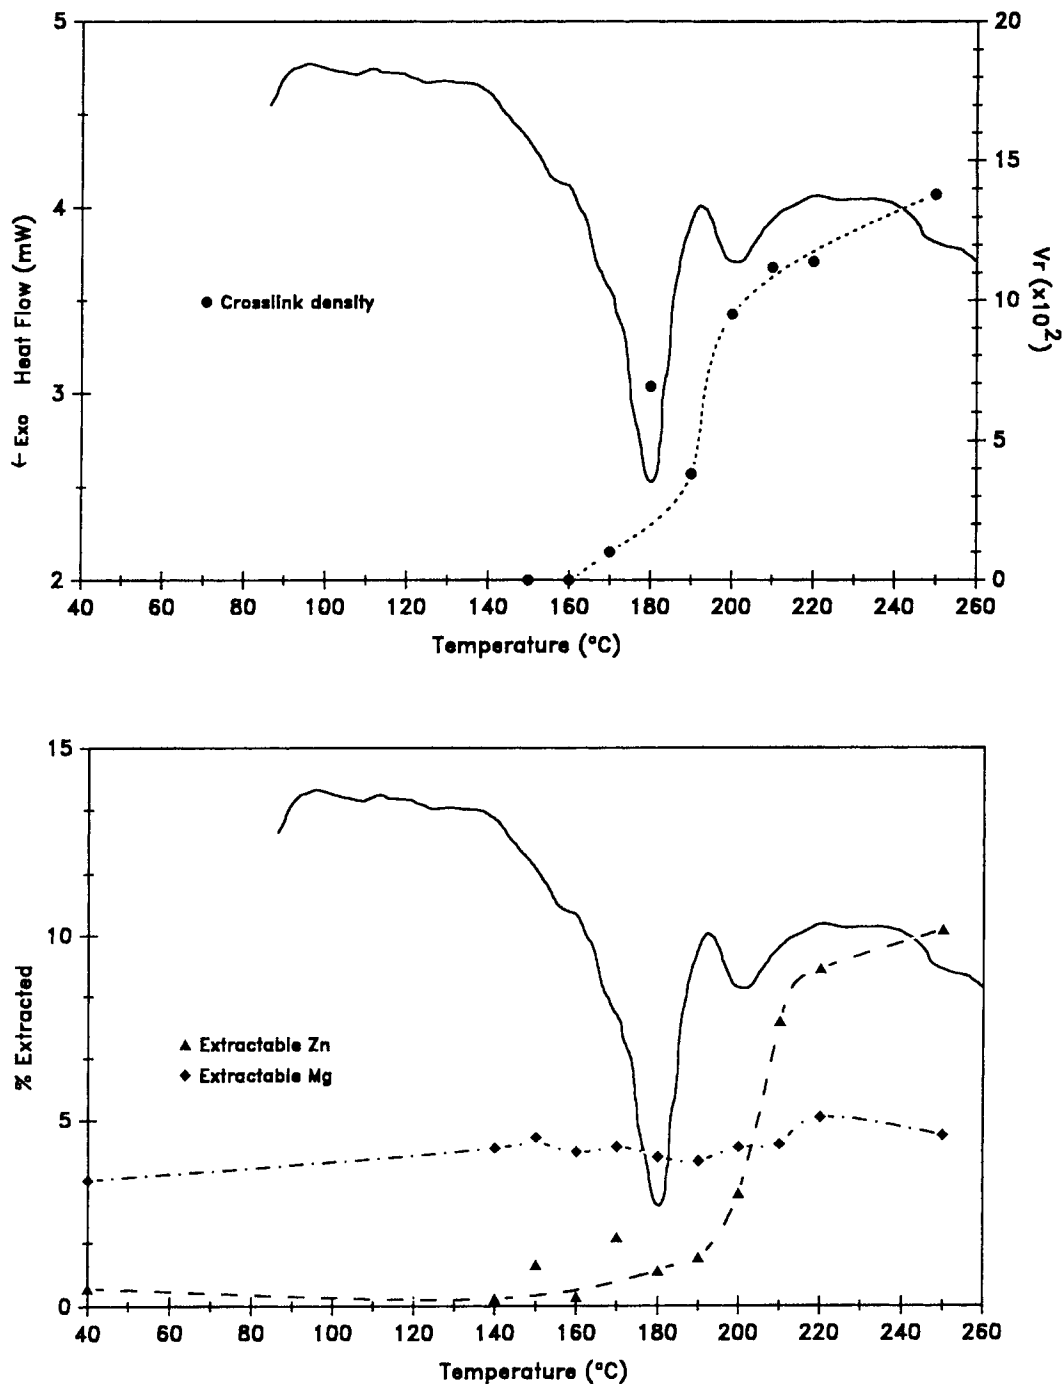 5
4
3
2
← Exo Heat Flow (mW)
● Crosslink density
20
15
10
5
0
Vr (x10²)
40 60 80 100 120 140 160 180 200 220 240 260
Temperature (°C)
15
10
5
0
% Extracted
▲ Extractable Zn
◆ Extractable Mg
40 60 80 100 120 140 160 180 200 220 240 260
Temperature (°C)